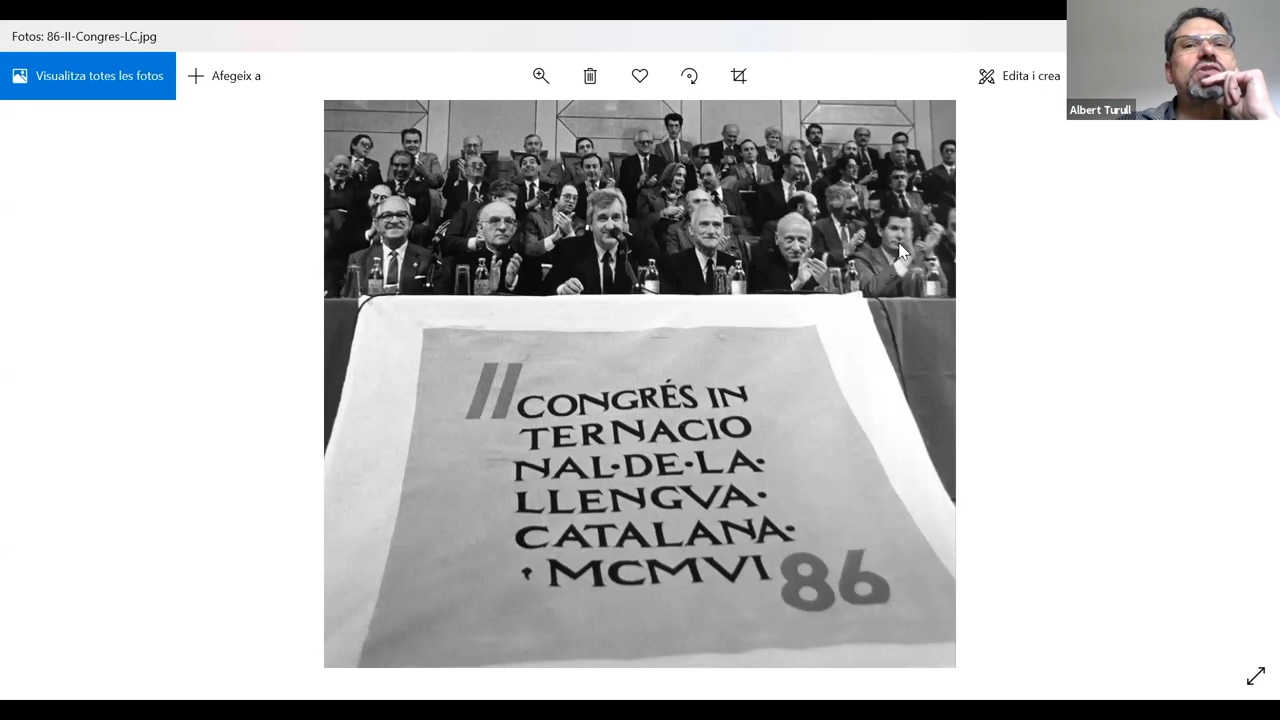 Fotos: 86-II-Congres-LC.jpg
Visualitza totes les fotos
Afegeix a
Edita i crea
Albert Turull
II CONGRÉS IN
TERNACIO
NAL·DE·LA·
LLENGVA·
CATALANA·
·MCMVI 86